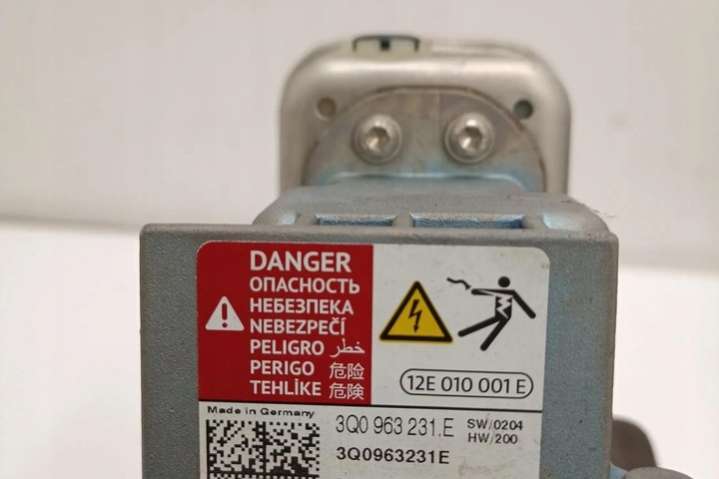 DANGER
ОПАСНОСТЬ
НЕБЕЗПЕКА
NEBEZPEČÍ
PELIGRO خطر
PERIGO 危险
TEHLİKE 危険
12E 010 001 E
Made in Germany
3Q0 963 231.E SW/0204
HW/200
3Q0963231E